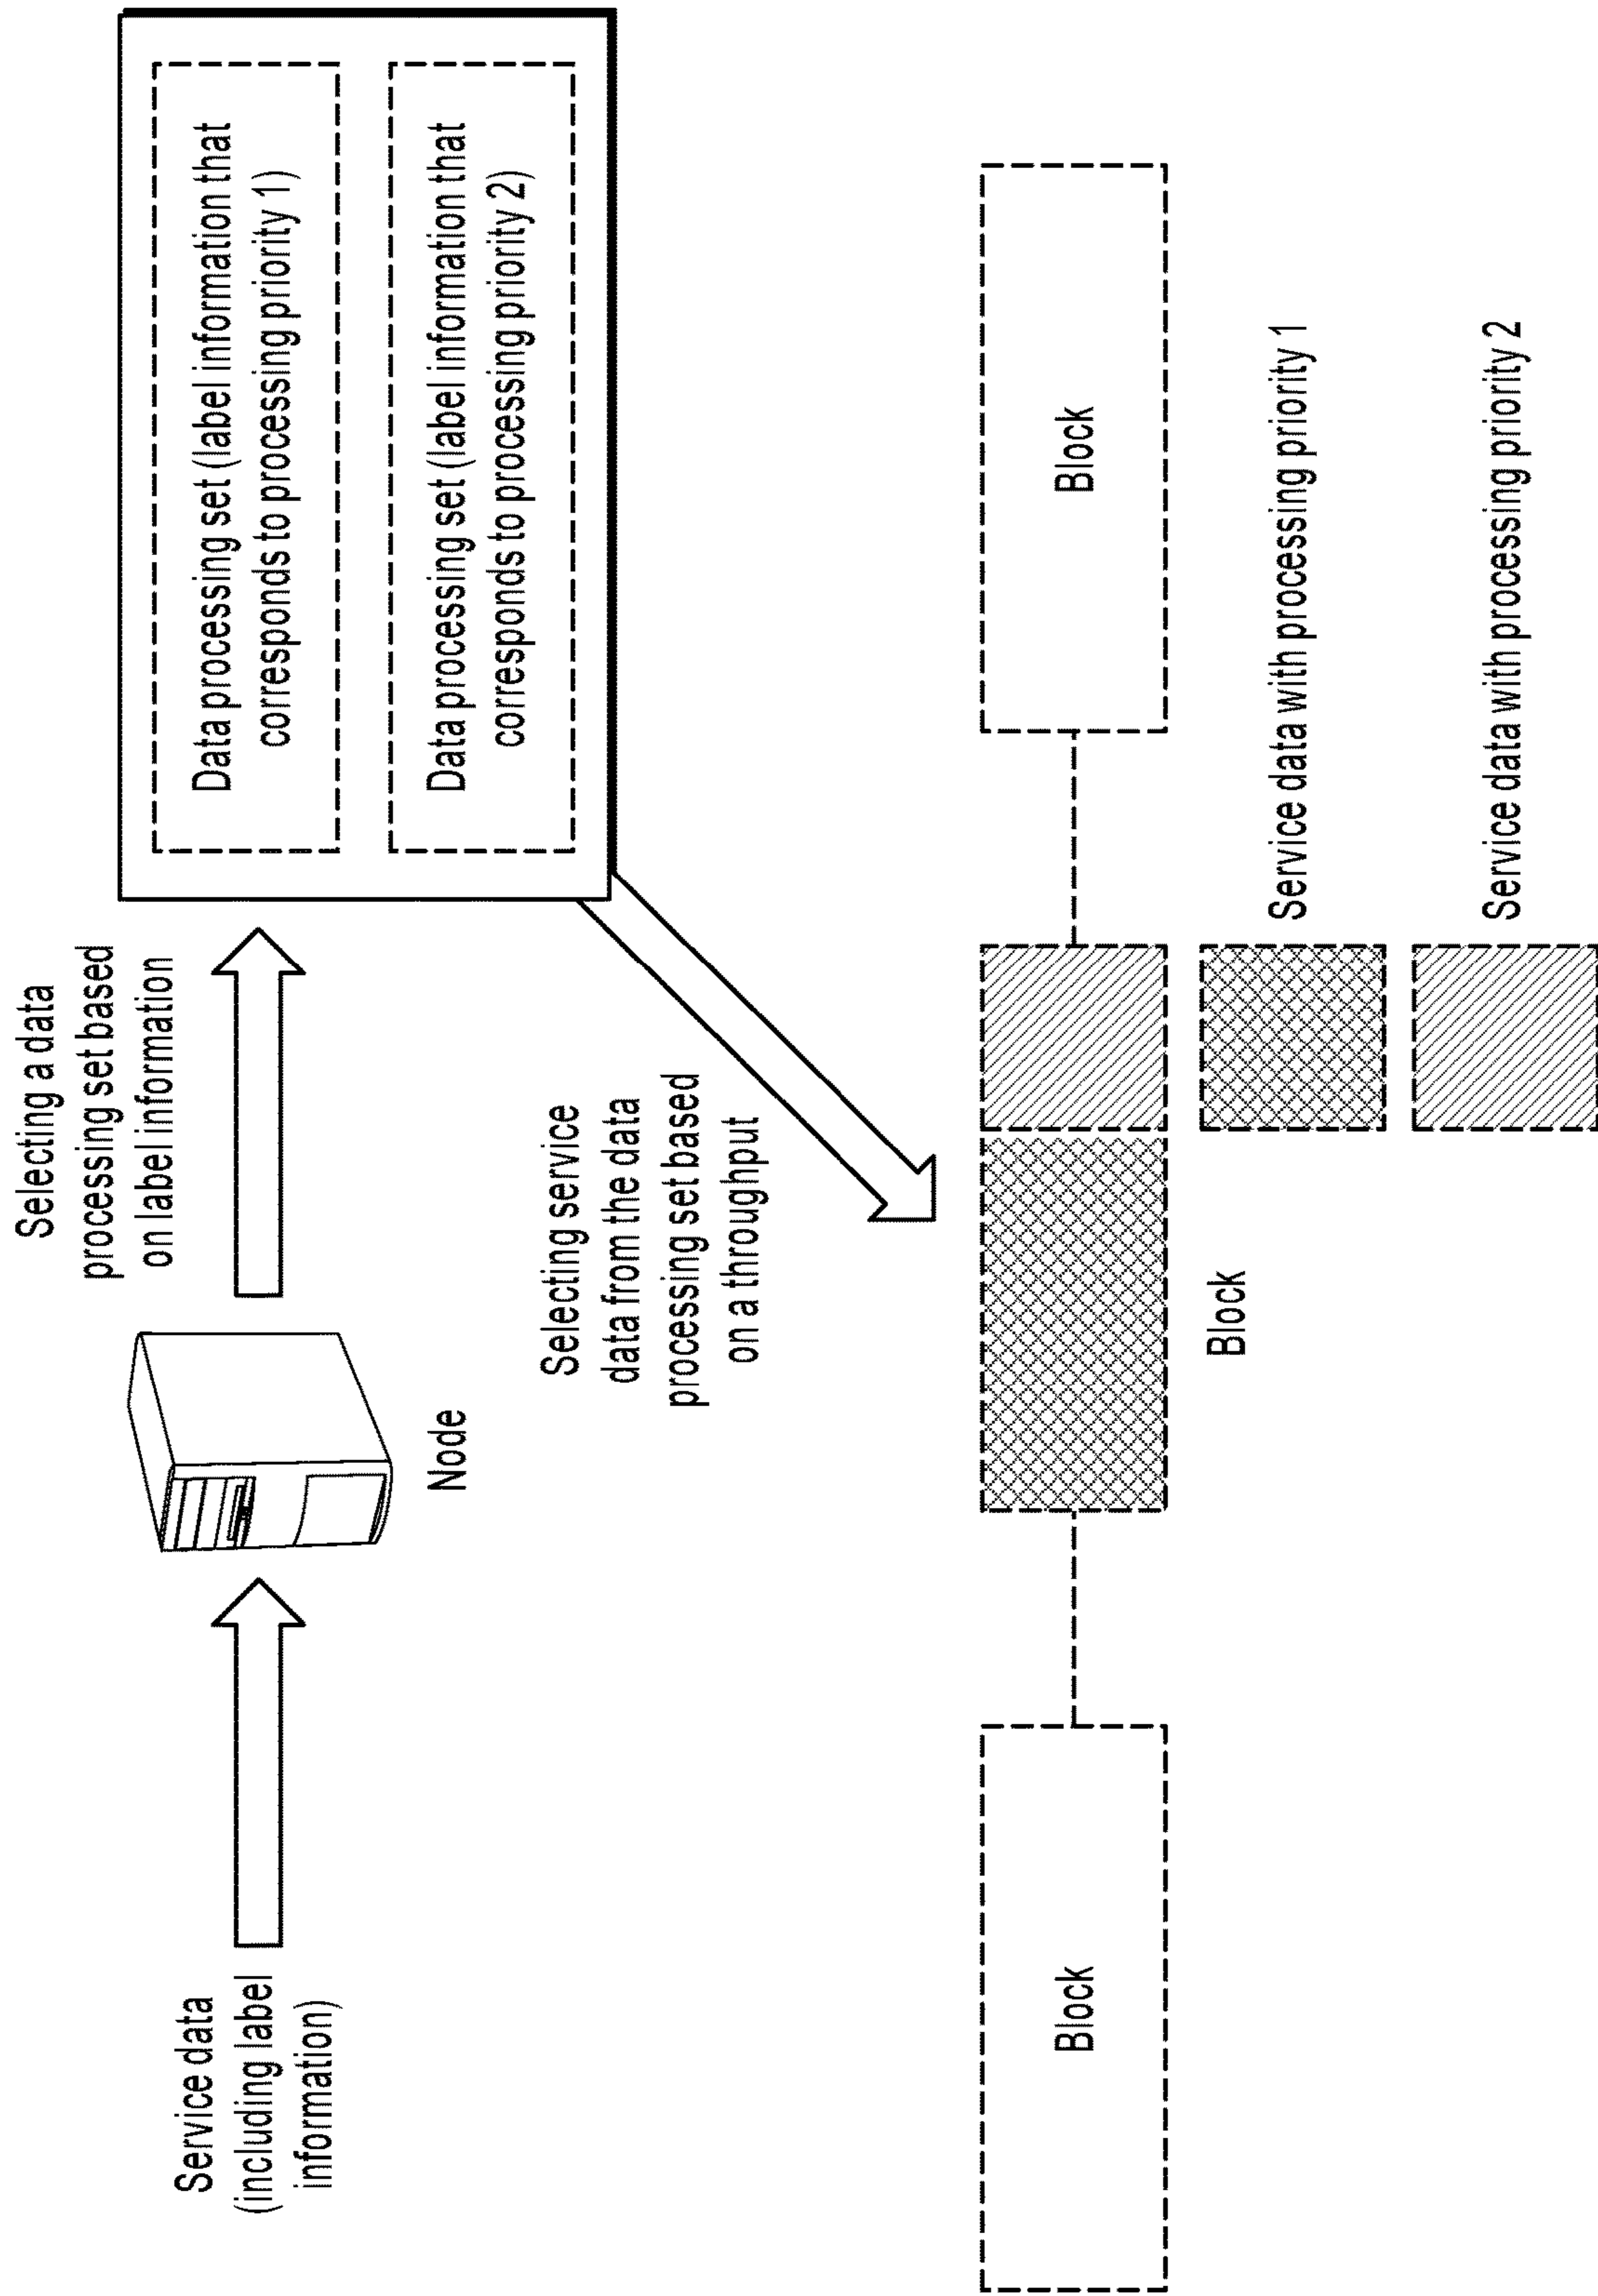 Service data
(including label
information)
Node
Selecting a data
processing set based
on label information
Data processing set (label information that
corresponds to processing priority 1)
Data processing set (label information that
corresponds to processing priority 2)
Selecting service
data from the data
processing set based
on a throughput
Block
Block
Block
Service data with processing priority 1
Service data with processing priority 2